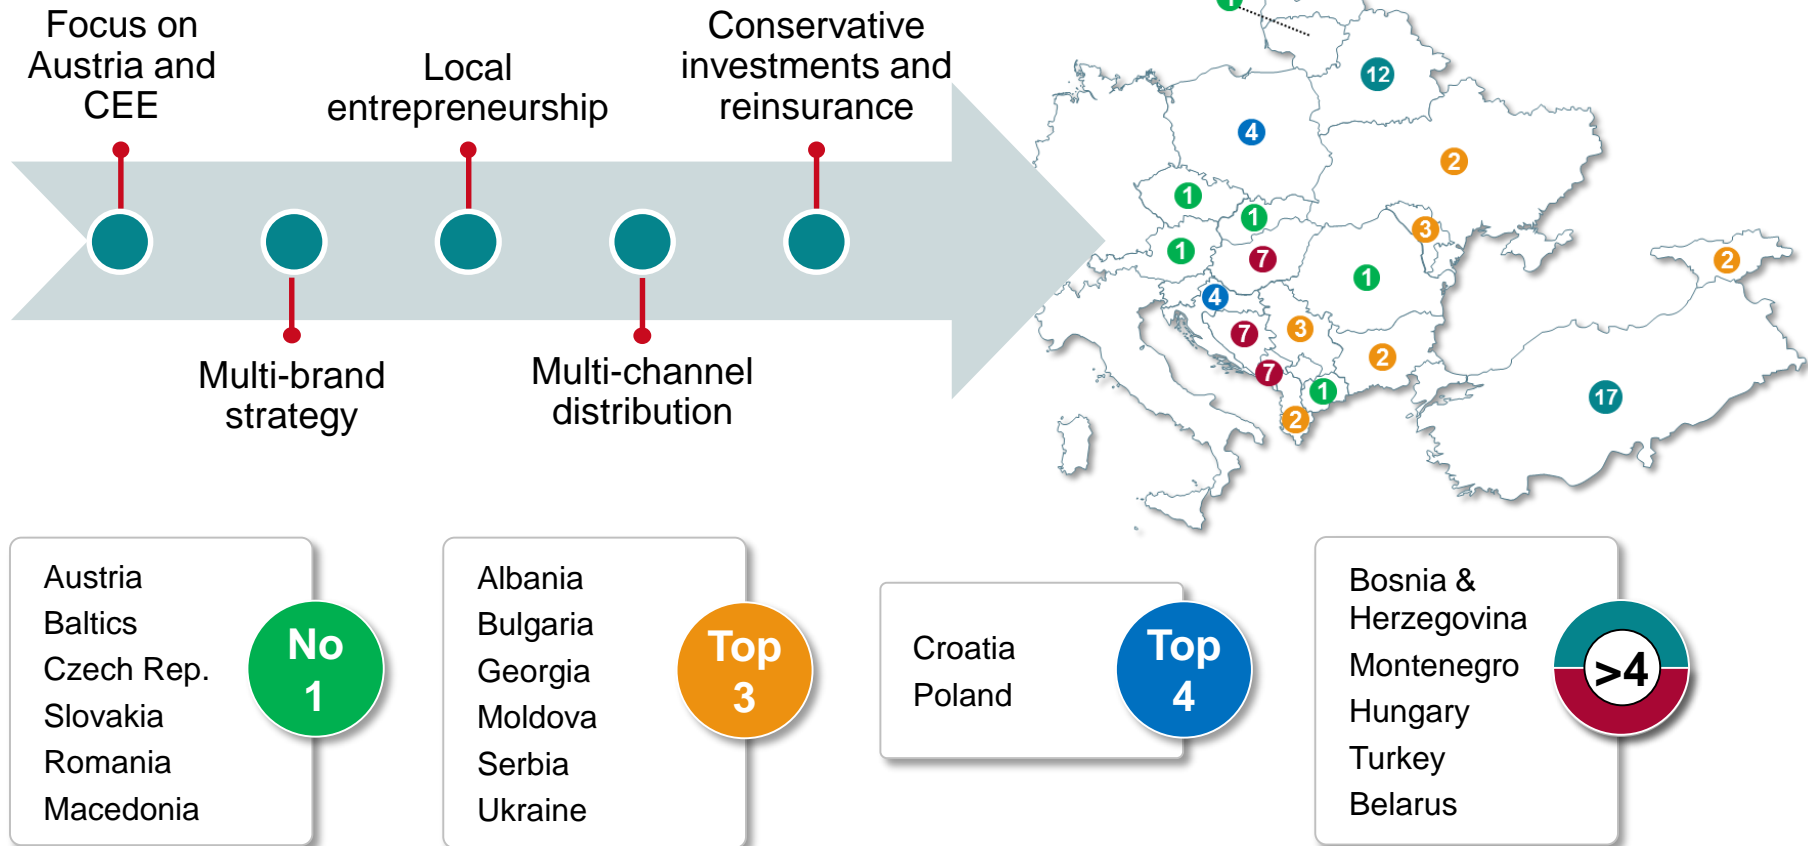 Focus on
Austria and
CEE
Local
entrepreneurship
Conservative
investments and
reinsurance
Multi-brand
strategy
Multi-channel
distribution
1
12
4
2
1
1
3
1
7
1
2
4
7
3
2
7
1
2
17
Austria
Baltics
Czech Rep.
Slovakia
Romania
Macedonia
No
1
Albania
Bulgaria
Georgia
Moldova
Serbia
Ukraine
Top
3
Croatia
Poland
Top
4
Bosnia &
Herzegovina
Montenegro
Hungary
Turkey
Belarus
>4